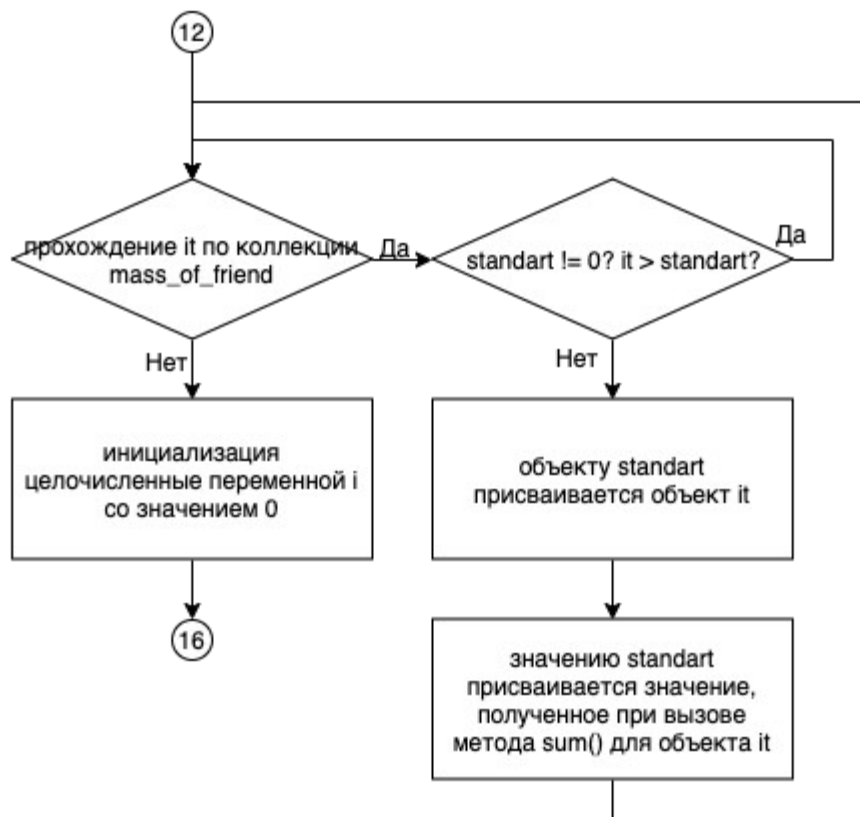 12
прохождение it по коллекции
mass_of_friend
Да
standart != 0? it > standart?
Да
Нет
Нет
инициализация
целочисленные переменной i
со значением 0
объекту standart
присваивается объект it
16
значению standart
присваивается значение,
полученное при вызове
метода sum() для объекта it